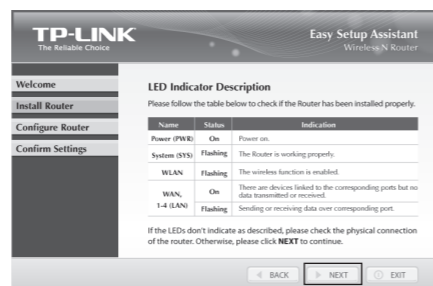 TP-LINK
The Reliable Choice
Easy Setup Assistant
Wireless N Router
Welcome
Install Router
Configure Router
Confirm Settings
LED Indicator Description
Please follow the table below to check if the Router has been installed properly.
Name Status Indication
Power (PWR) On Power on.
System (SYS) Flashing The Router is working properly.
WLAN Flashing The wireless function is enabled.
WAN, 1-4 (LAN) On There are devices linked to the corresponding ports but no
data transmitted or received.
Flashing Sending or receiving data over corresponding port.
If the LEDs don't indicate as described, please check the physical connection
of the router. Otherwise, please click NEXT to continue.
BACK NEXT EXIT